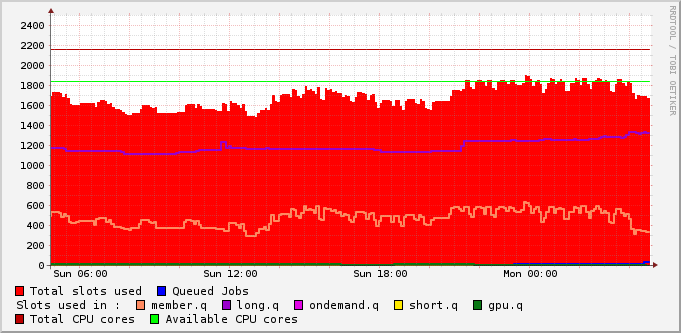 RRDTOOL / TOBI OETIKER
2400
2200
2000
1800
1600
1400
1200
1000
800
600
400
200
0
Sun 06:00 Sun 12:00 Sun 18:00 Mon 00:00
Total slots used Queued Jobs
Slots used in : member.q long.q ondemand.q short.q gpu.q
Total CPU cores Available CPU cores